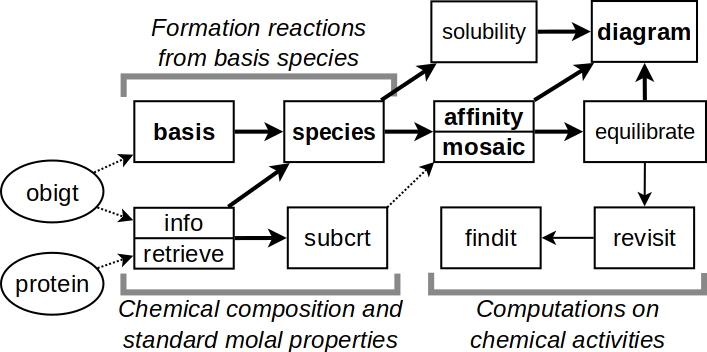 Formation reactions
from basis species
solubility
diagram
basis
species
affinity
mosaic
equilibrate
obigt
info
retrieve
subcrt
findit
revisit
protein
Chemical composition and
standard molal properties
Computations on
chemical activities